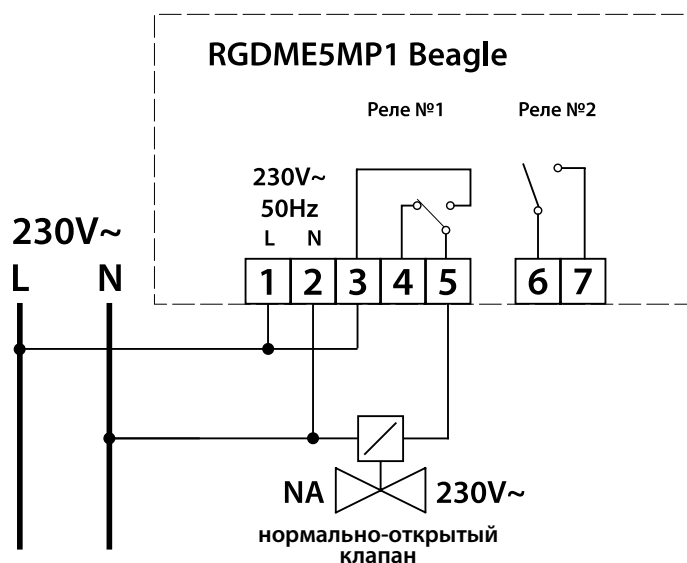 RGDME5MP1 Beagle
Реле №1
Реле №2
230V~
50Hz
L N
230V~
L N
1 2 3 4 5 6 7
NA
230V~
нормально-открытый
клапан